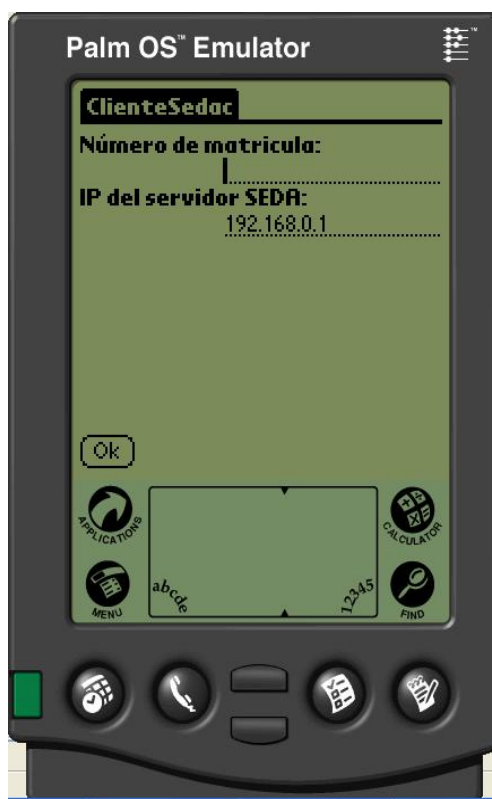 Palm OS™ Emulator
™
ClienteSedac
Número de matricula:
IP del servidor SEDA:
192.168.0.1
Ok
APPLICATIONS
CALCULATOR
MENU
abcde
12345
FIND